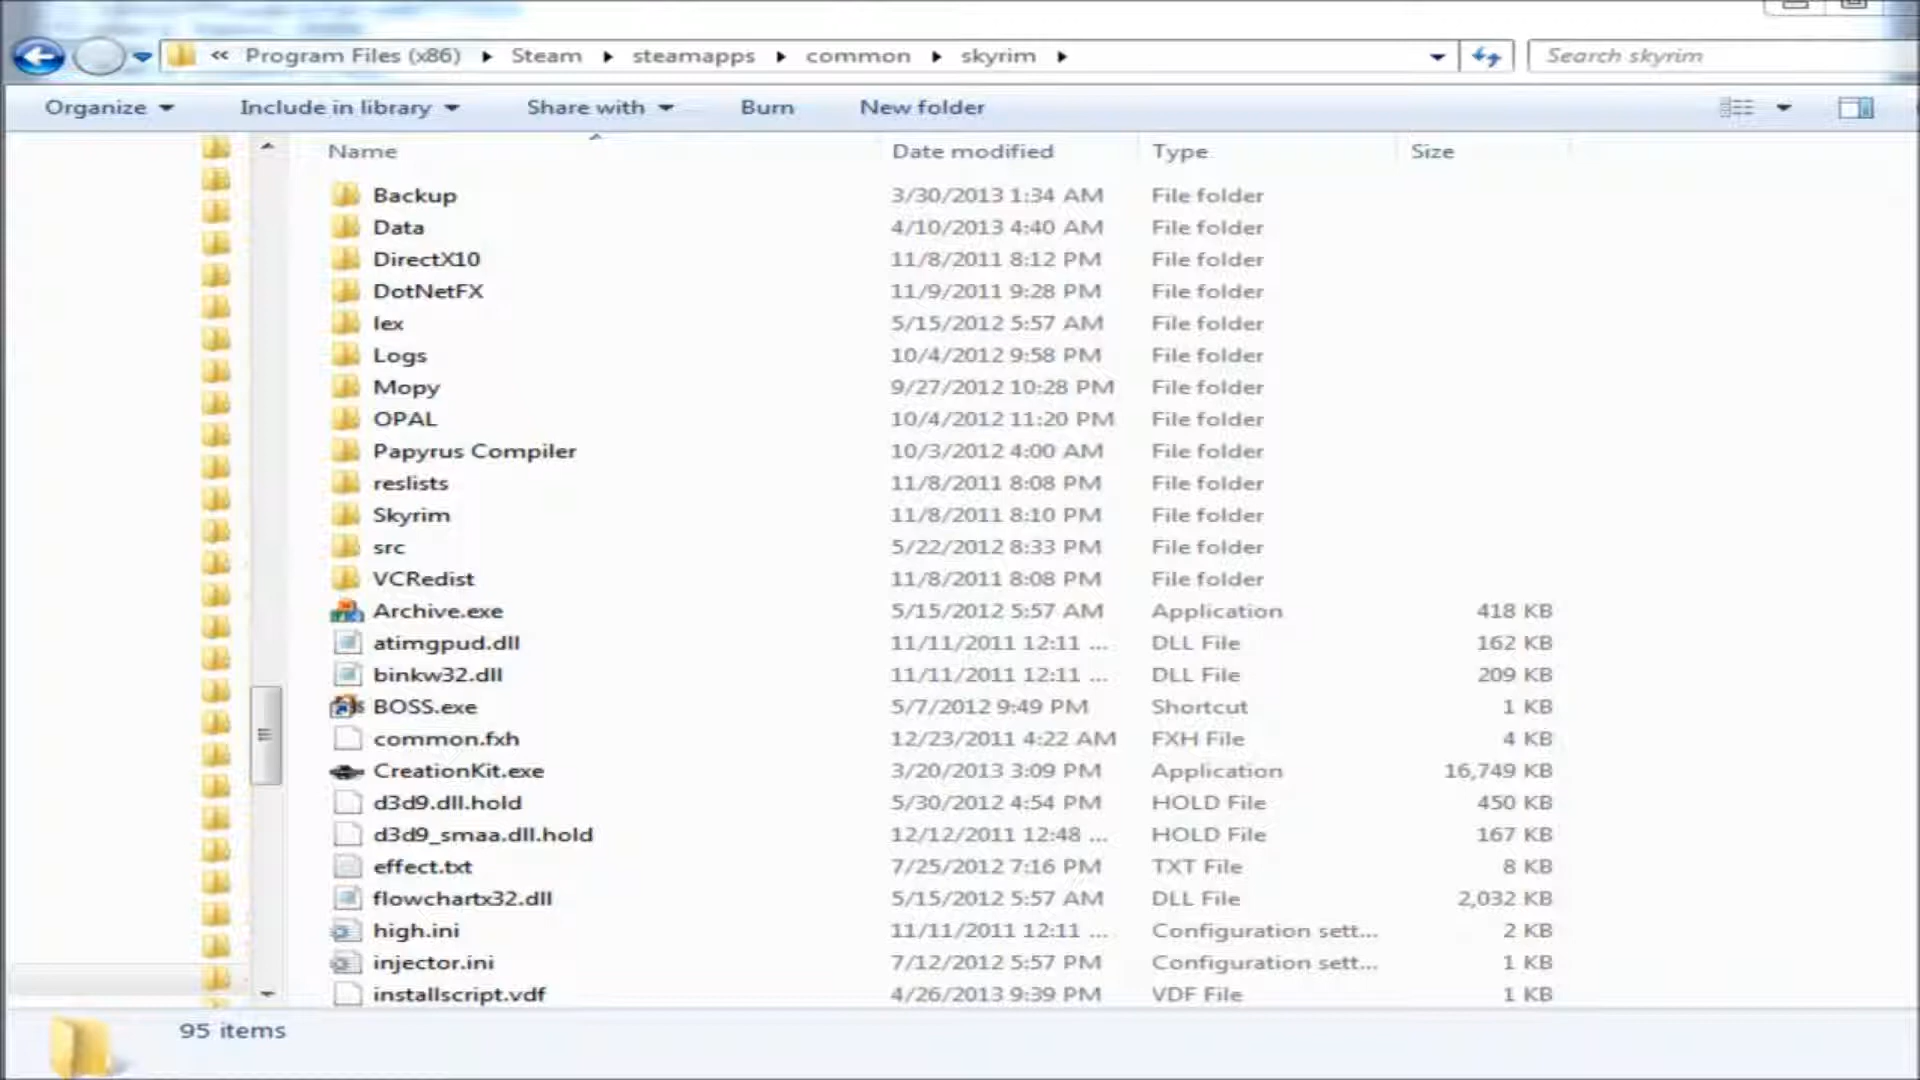 « Program Files (x86) ▸ Steam ▸ steamapps ▸ common ▸ skyrim ▸ Search skyrim
Organize Include in library Share with Burn New folder
Name Date modified Type Size
Backup 3/30/2013 1:34 AM File folder
Data 4/10/2013 4:40 AM File folder
DirectX10 11/8/2011 8:12 PM File folder
DotNetFX 11/9/2011 9:28 PM File folder
lex 5/15/2012 5:57 AM File folder
Logs 10/4/2012 9:58 PM File folder
Mopy 9/27/2012 10:28 PM File folder
OPAL 10/4/2012 11:20 PM File folder
Papyrus Compiler 10/3/2012 4:00 AM File folder
reslists 11/8/2011 8:08 PM File folder
Skyrim 11/8/2011 8:10 PM File folder
src 5/22/2012 8:33 PM File folder
VCRedist 11/8/2011 8:08 PM File folder
Archive.exe 5/15/2012 5:57 AM Application 418 KB
atimgpud.dll 11/11/2011 12:11 ... DLL File 162 KB
binkw32.dll 11/11/2011 12:11 ... DLL File 209 KB
BOSS.exe 5/7/2012 9:49 PM Shortcut 1 KB
common.fxh 12/23/2011 4:22 AM FXH File 4 KB
CreationKit.exe 3/20/2013 3:09 PM Application 16,749 KB
d3d9.dll.hold 5/30/2012 4:54 PM HOLD File 450 KB
d3d9_smaa.dll.hold 12/12/2011 12:48 ... HOLD File 167 KB
effect.txt 7/25/2012 7:16 PM TXT File 8 KB
flowchartx32.dll 5/15/2012 5:57 AM DLL File 2,032 KB
high.ini 11/11/2011 12:11 ... Configuration sett... 2 KB
injector.ini 7/12/2012 5:57 PM Configuration sett... 1 KB
installscript.vdf 4/26/2013 9:39 PM VDF File 1 KB
95 items